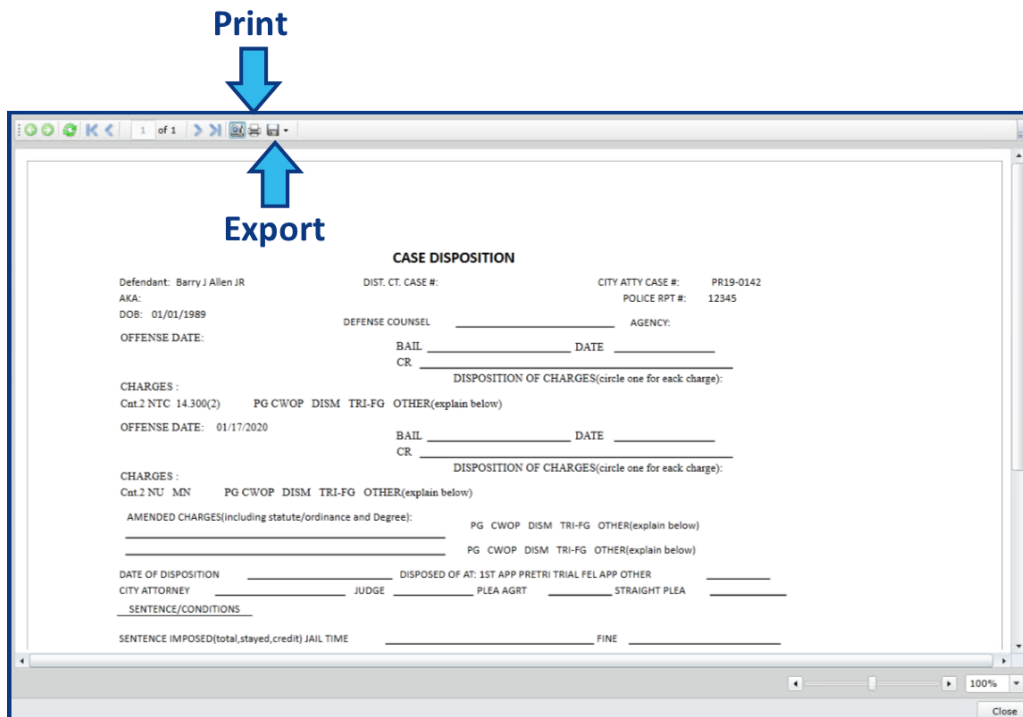 Print
1 of 1
Export
CASE DISPOSITION
Defendant: Barry J Allen JR DIST. CT. CASE #: CITY ATTY CASE #: PR19-0142
AKA: POLICE RPT #: 12345
DOB: 01/01/1989
DEFENSE COUNSEL AGENCY:
OFFENSE DATE:
BAIL DATE
CR
DISPOSITION OF CHARGES(circle one for eack charge):
CHARGES :
Cnt.2 NTC 14.300(2) PG CWOP DISM TRI-FG OTHER(explain below)
OFFENSE DATE: 01/17/2020
BAIL DATE
CR
DISPOSITION OF CHARGES(circle one for eack charge):
CHARGES :
Cnt.2 NU MN PG CWOP DISM TRI-FG OTHER(explain below)
AMENDED CHARGES(including statute/ordinance and Degree):
PG CWOP DISM TRI-FG OTHER(explain below)
PG CWOP DISM TRI-FG OTHER(explain below)
DATE OF DISPOSITION DISPOSED OF AT: 1ST APP PRETRI TRIAL FEL APP OTHER
CITY ATTORNEY JUDGE PLEA AGRT STRAIGHT PLEA
SENTENCE/CONDITIONS
SENTENCE IMPOSED(total,stayed,credit) JAIL TIME FINE
100%
Close